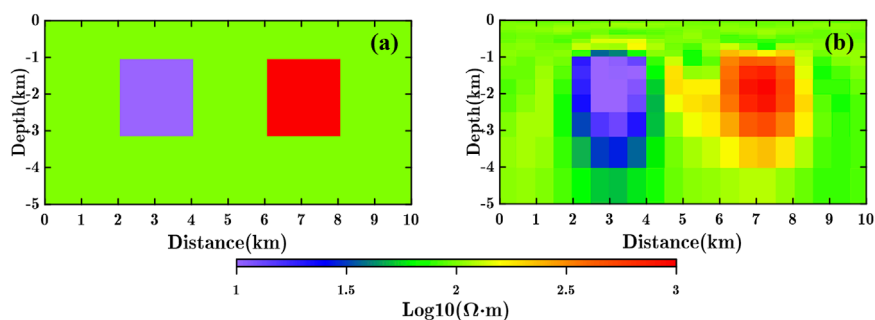 (a)
0
-1
-2
-3
-4
-5
Depth(km)
0 1 2 3 4 5 6 7 8 9 10
Distance(km)
(b)
0
-1
-2
-3
-4
-5
Depth(km)
0 1 2 3 4 5 6 7 8 9 10
Distance(km)
1 1.5 2 2.5 3
Log10(Ω·m)